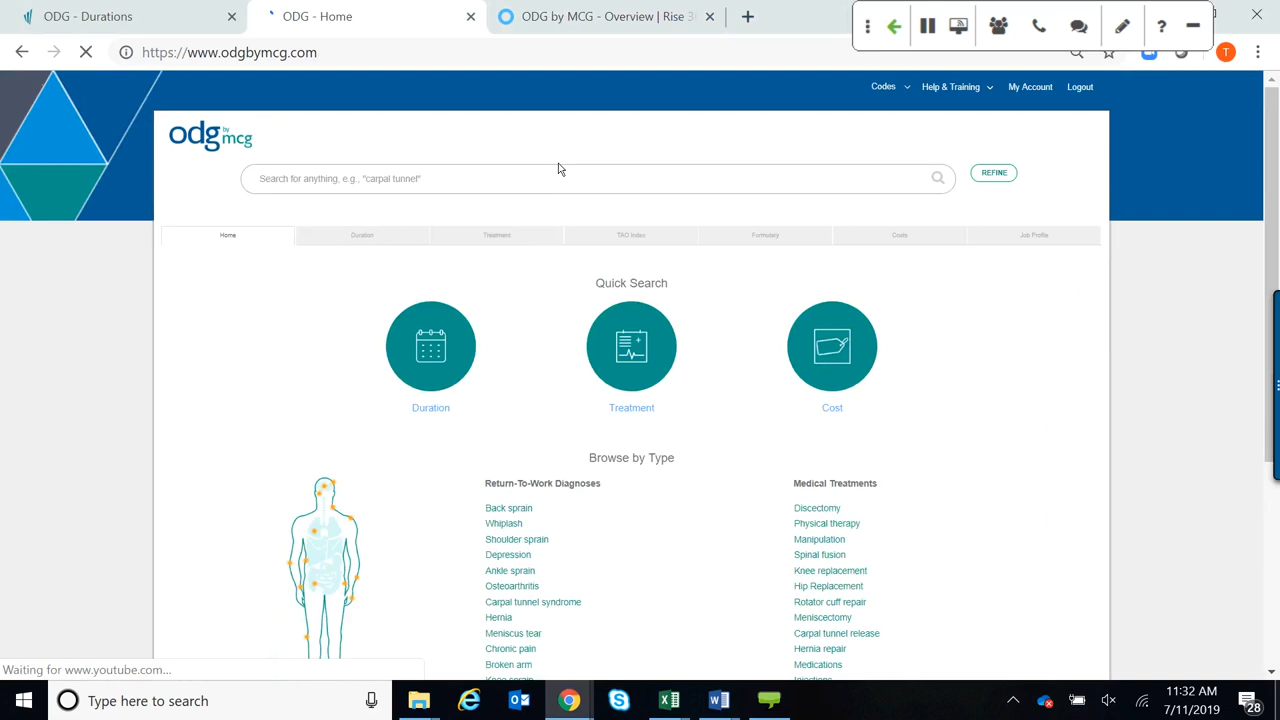 ODG - Durations
ODG - Home
ODG by MCG - Overview | Rise 3
https://www.odgbymcg.com
T
Codes
Help & Training
My Account
Logout
odg by mcg
Search for anything, e.g., "carpal tunnel"
REFINE
Home
Duration
Treatment
TAO Index
Formulary
Costs
Job Profile
Quick Search
Duration
Treatment
Cost
Browse by Type
Return-To-Work Diagnoses
Back sprain
Whiplash
Shoulder sprain
Depression
Ankle sprain
Osteoarthritis
Carpal tunnel syndrome
Hernia
Meniscus tear
Chronic pain
Broken arm
Knee sprain
Medical Treatments
Discectomy
Physical therapy
Manipulation
Spinal fusion
Knee replacement
Hip Replacement
Rotator cuff repair
Meniscectomy
Carpal tunnel release
Hernia repair
Medications
Injections
Waiting for www.youtube.com...
Type here to search
11:32 AM
7/11/2019
28